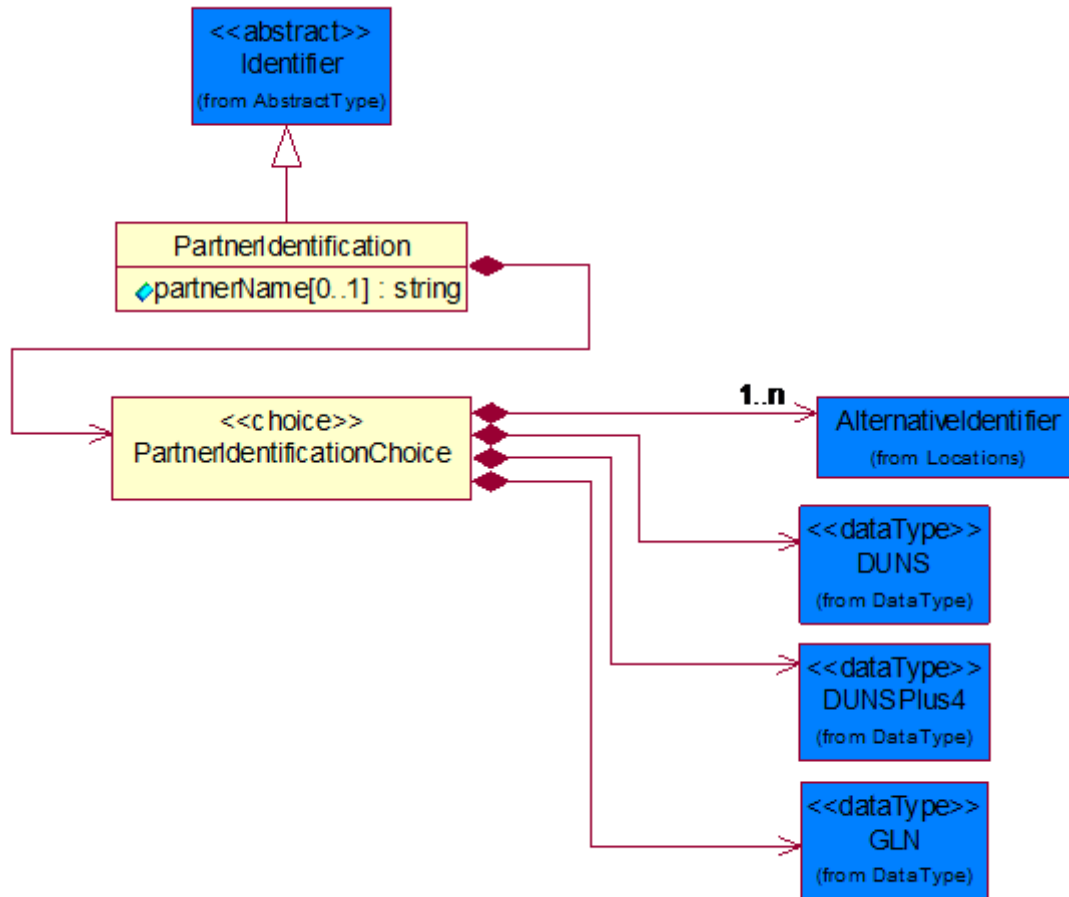 <<abstract>>
Identifier
(from AbstractType)
PartnerIdentification
partnerName[0..1] : string
<<choice>>
PartnerIdentificationChoice
1..n
AlternativeIdentifier
(from Locations)
<<dataType>>
DUNS
(from DataType)
<<dataType>>
DUNSPlus4
(from DataType)
<<dataType>>
GLN
(from DataType)